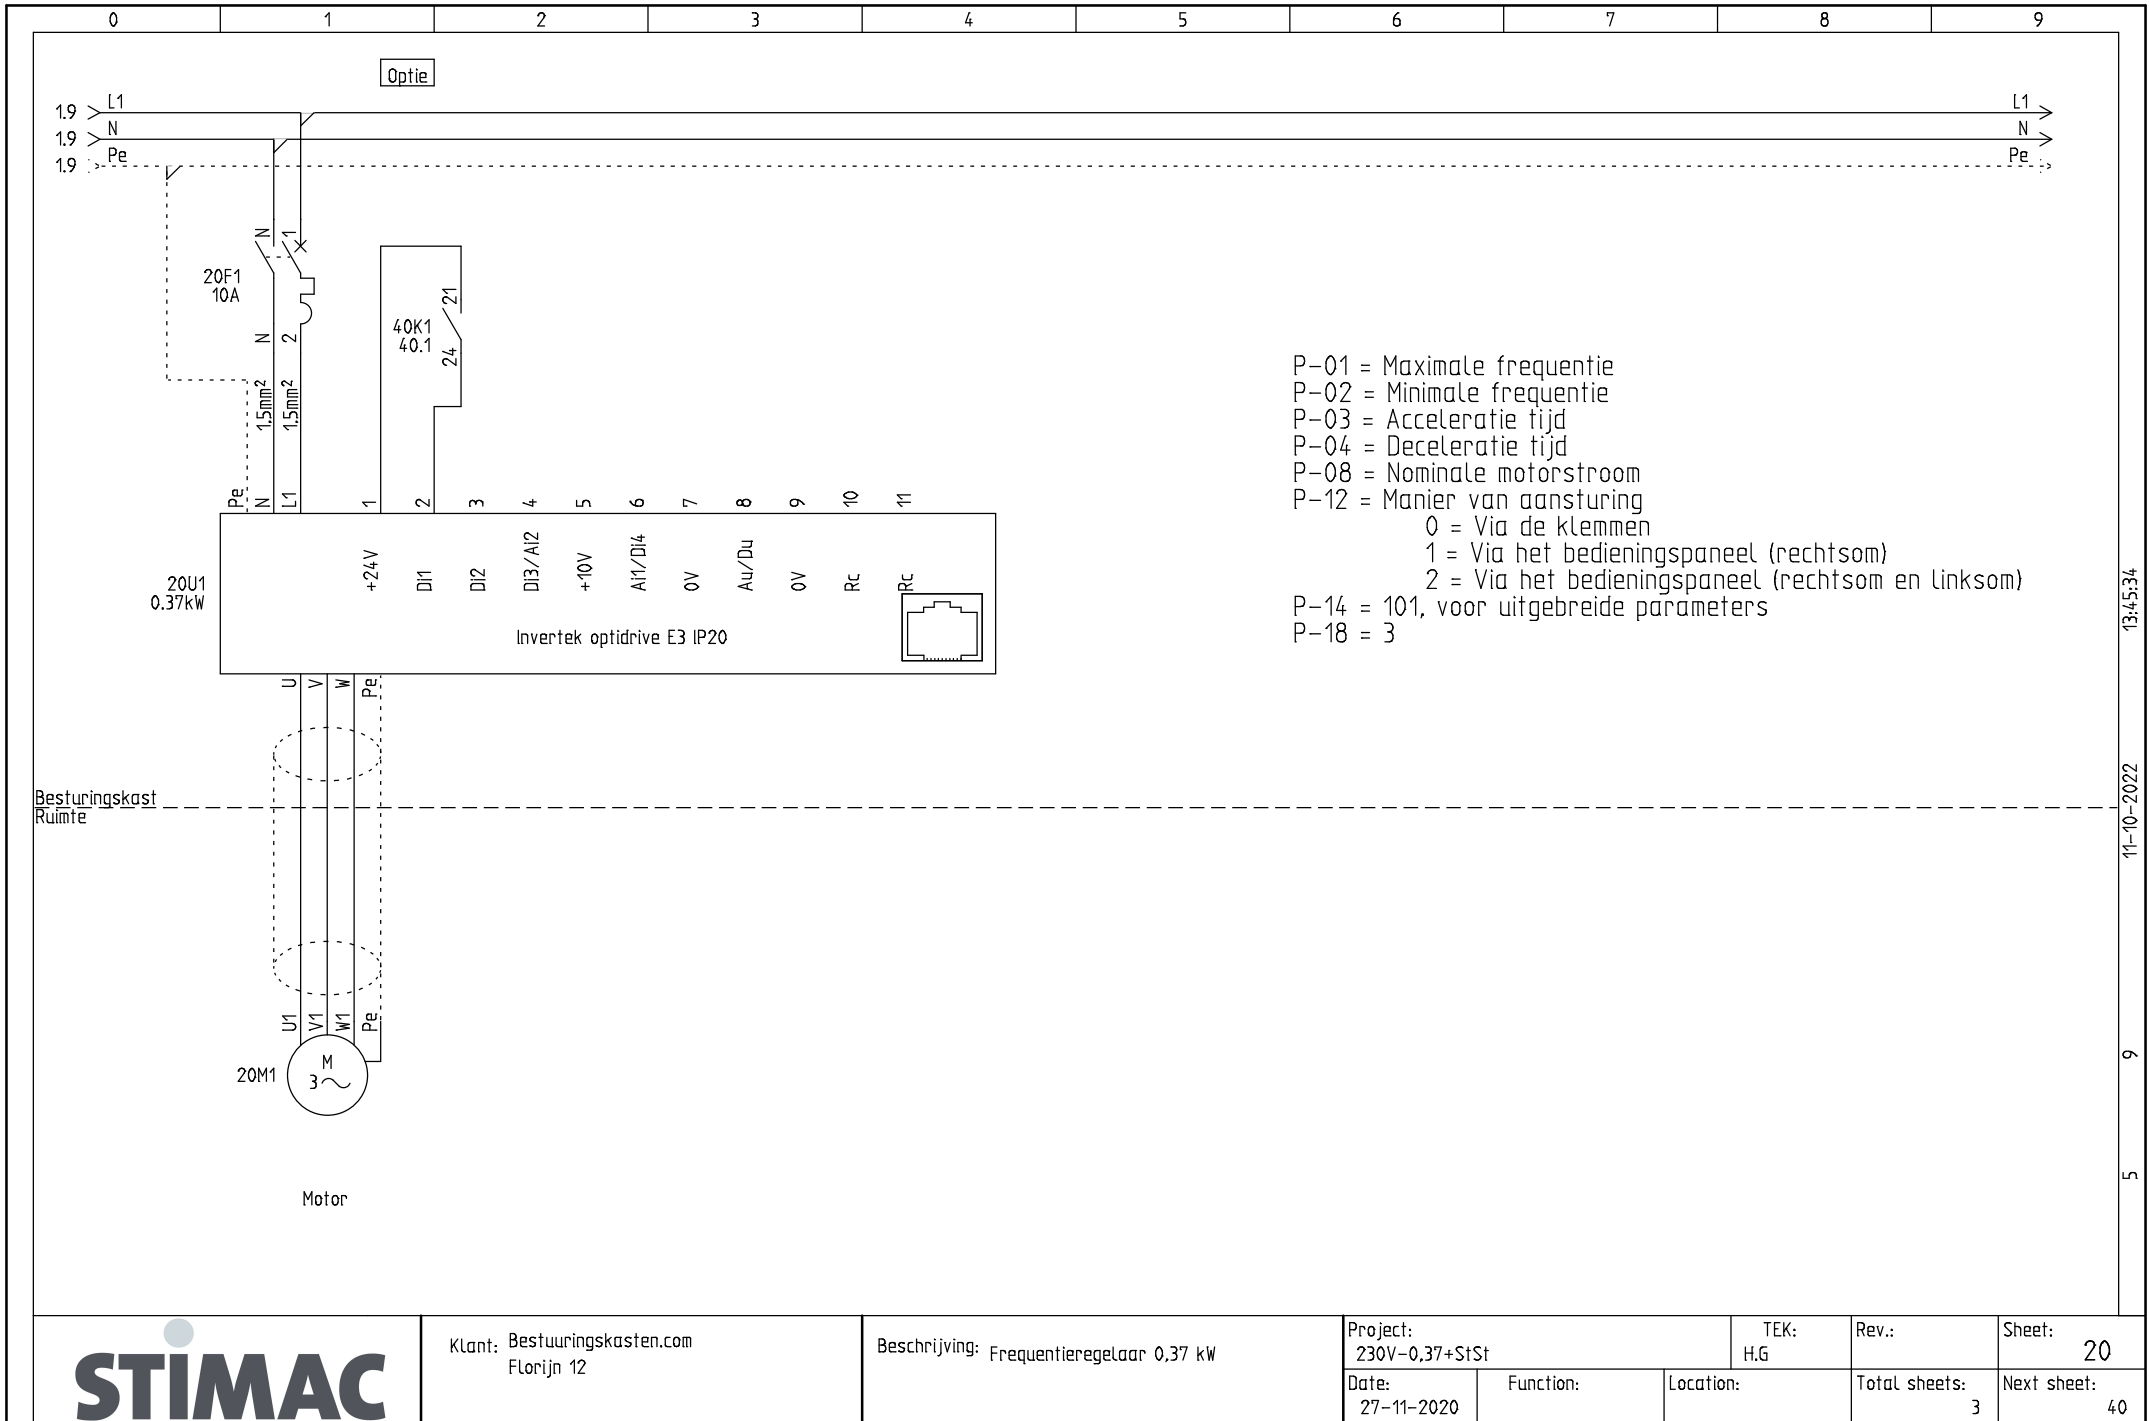 0 1 2 3 4 5 6 7 8 9
Optie
1.9 L1 L1
1.9 N N
1.9 Pe Pe
N 1
20F1
10A
N 2
21
40K1
40.1
24
1.5mm² 1.5mm²
P-01 = Maximale frequentie
P-02 = Minimale frequentie
P-03 = Acceleratie tijd
P-04 = Deceleratie tijd
P-08 = Nominale motorstroom
P-12 = Manier van aansturing
0 = Via de klemmen
1 = Via het bedieningspaneel (rechtsom)
2 = Via het bedieningspaneel (rechtsom en linksom)
P-14 = 101, voor uitgebreide parameters
P-18 = 3
Pe N L1 1 2 3 4 5 6 7 8 9 10 11
+24V Di1 Di2 Di3/Ai2 +10V Ai1/Di4 0V Au/Du 0V Rc Rc
20U1
0.37kW
Invertek optidrive E3 IP20
U V W Pe
Besturingskast
Ruimte
U1 V1 W1 Pe
20M1
M
3
Motor
13:45:34
11-10-2022
9
5
STIMAC
Klant: Bestuuringskasten.com
Florijn 12
Beschrijving: Frequentieregelaar 0,37 kW
Project:
230V-0,37+StSt
TEK:
H.G
Rev.:
Sheet:
20
Date:
27-11-2020
Function:
Location:
Total sheets:
3
Next sheet:
40